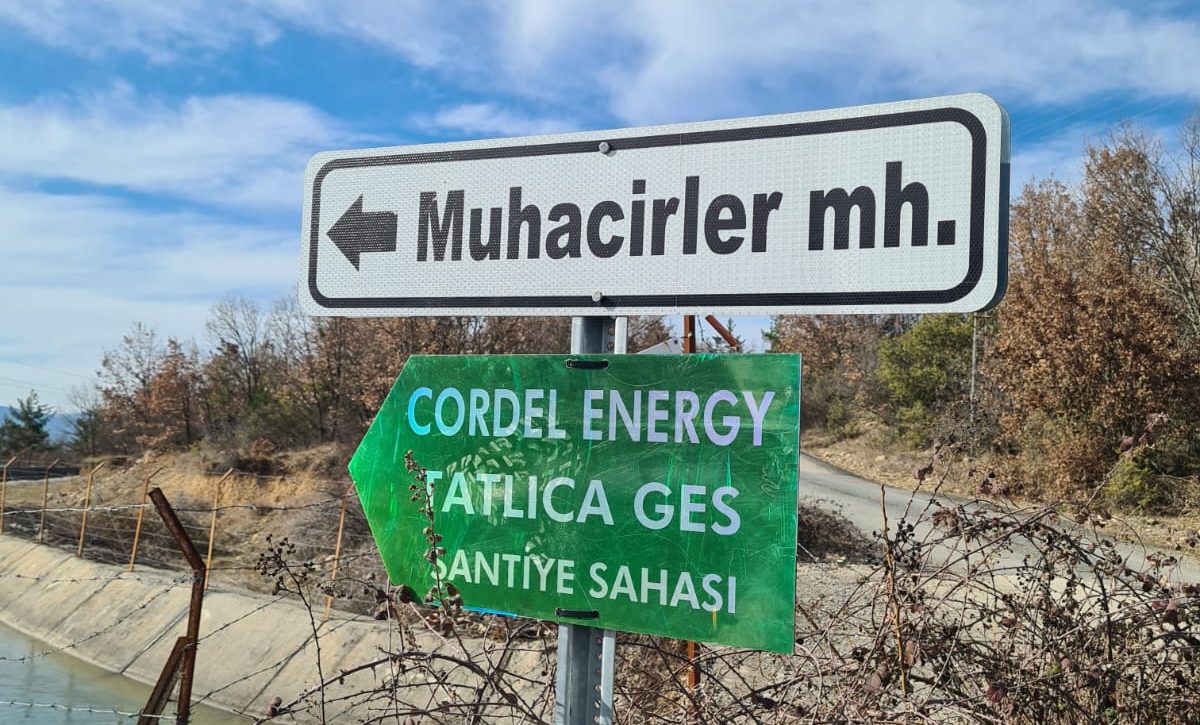 Muhacirler mh.
CORDEL ENERGY
TATLICA GES
ŞANTİYE SAHASI